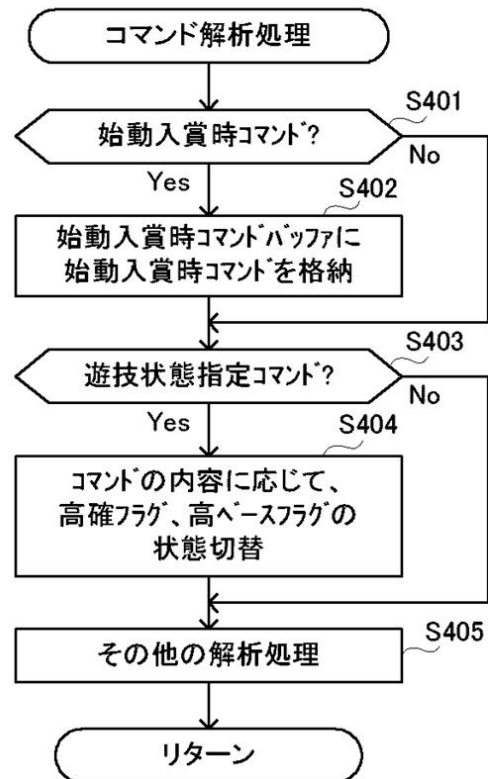 コマンド解析処理
S401
始動入賞時コマンド?
No
Yes
S402
始動入賞時コマンドバッファに
始動入賞時コマンドを格納
S403
遊技状態指定コマンド?
No
Yes
S404
コマンドの内容に応じて、
高確フラグ、高ベースフラグの
状態切替
S405
その他の解析処理
リターン